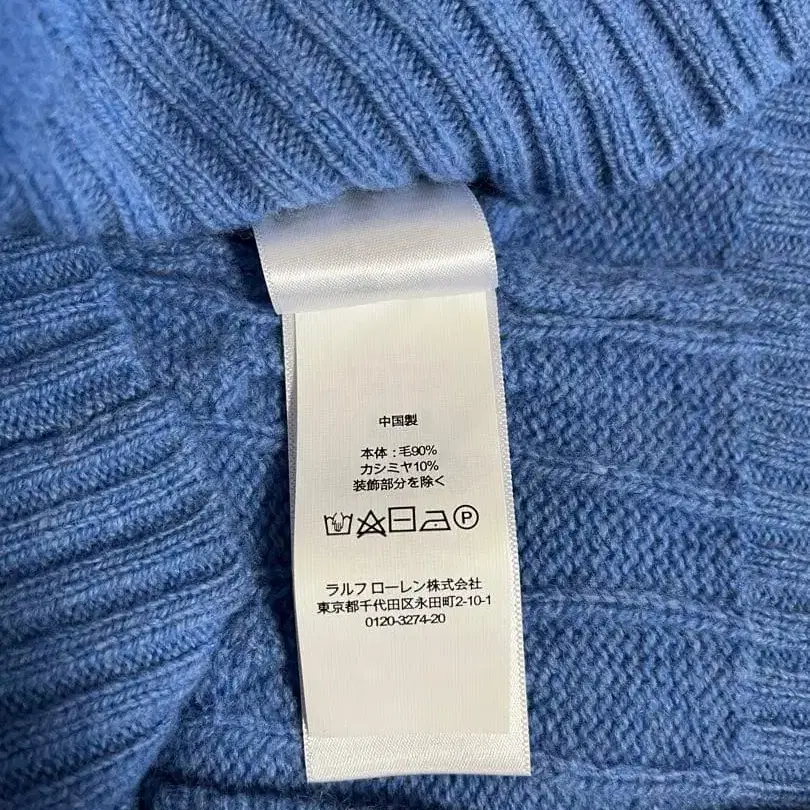 中国製
本体：毛90%
カシミヤ10%
装飾部分を除く
P
ラルフ ローレン株式会社
東京都千代田区永田町2-10-1
0120-3274-20